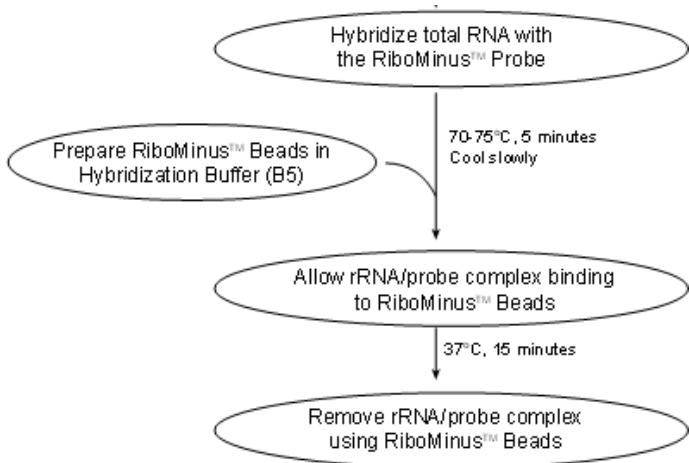 Hybridize total RNA with
the RiboMinus™ Probe
70-75°C, 5 minutes
Cool slowly
Prepare RiboMinus™ Beads in
Hybridization Buffer (B5)
Allow rRNA/probe complex binding
to RiboMinus™ Beads
37°C, 15 minutes
Remove rRNA/probe complex
using RiboMinus™ Beads